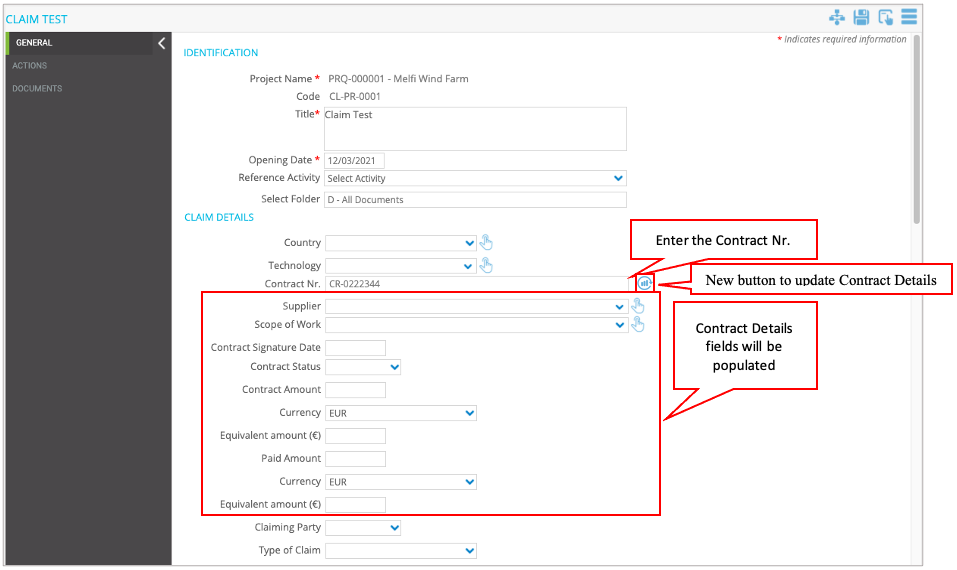 CLAIM TEST
GENERAL
ACTIONS
DOCUMENTS
* Indicates required information
IDENTIFICATION
Project Name * PRQ-000001 - Melfi Wind Farm
Code CL-PR-0001
Title* Claim Test
Opening Date * 12/03/2021
Reference Activity Select Activity
Select Folder D - All Documents
CLAIM DETAILS
Country
Technology
Contract Nr. CR-0222344
Enter the Contract Nr.
New button to update Contract Details
Supplier
Scope of Work
Contract Signature Date
Contract Status
Contract Amount
Currency EUR
Equivalent amount (€)
Paid Amount
Currency EUR
Equivalent amount (€)
Contract Details
fields will be
populated
Claiming Party
Type of Claim